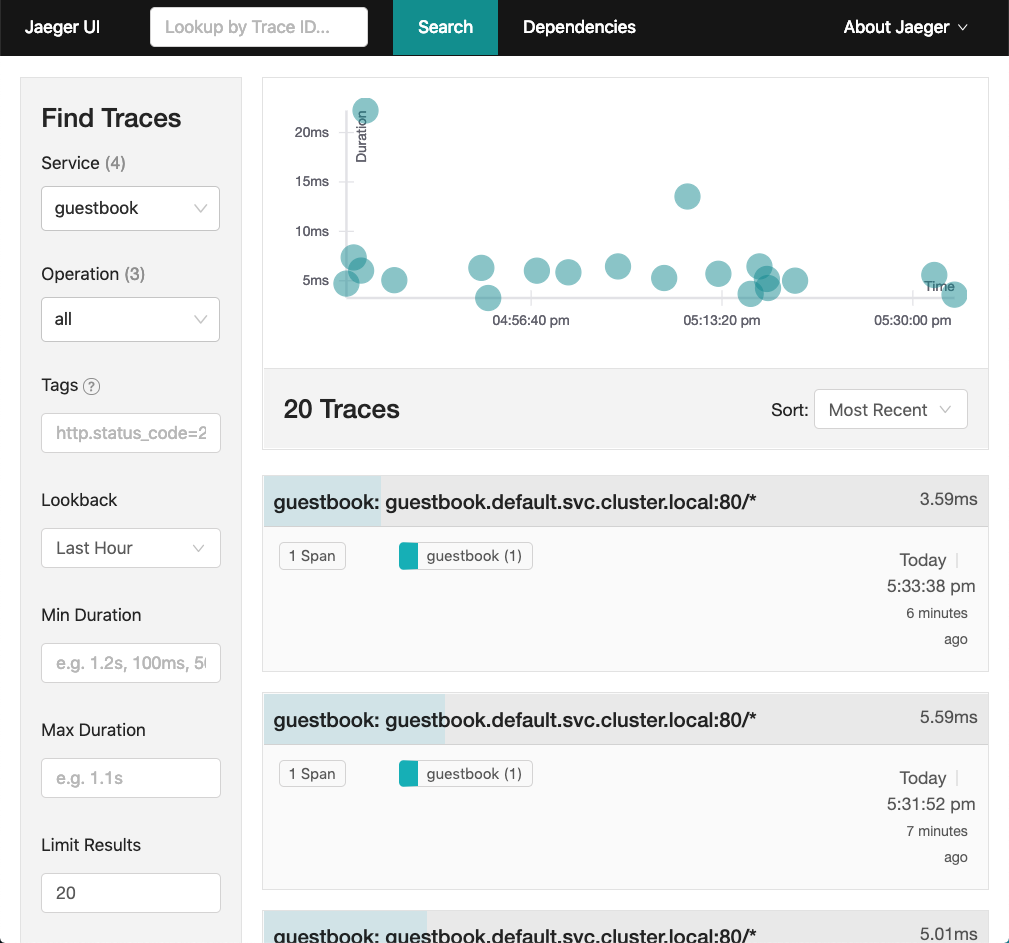 Jaeger UI
Lookup by Trace ID...
Search
Dependencies
About Jaeger
Find Traces
Service (4)
guestbook
Operation (3)
all
Tags ?
http.status_code=2
Lookback
Last Hour
Min Duration
e.g. 1.2s, 100ms, 50
Max Duration
e.g. 1.1s
Limit Results
20
Duration
20ms
15ms
10ms
5ms
Time
04:56:40 pm
05:13:20 pm
05:30:00 pm
20 Traces
Sort: Most Recent
guestbook: guestbook.default.svc.cluster.local:80/*
3.59ms
1 Span
guestbook (1)
Today
5:33:38 pm
6 minutes
ago
guestbook: guestbook.default.svc.cluster.local:80/*
5.59ms
1 Span
guestbook (1)
Today
5:31:52 pm
7 minutes
ago
guestbook: guestbook.default.svc.cluster.local:80/*
5.01ms